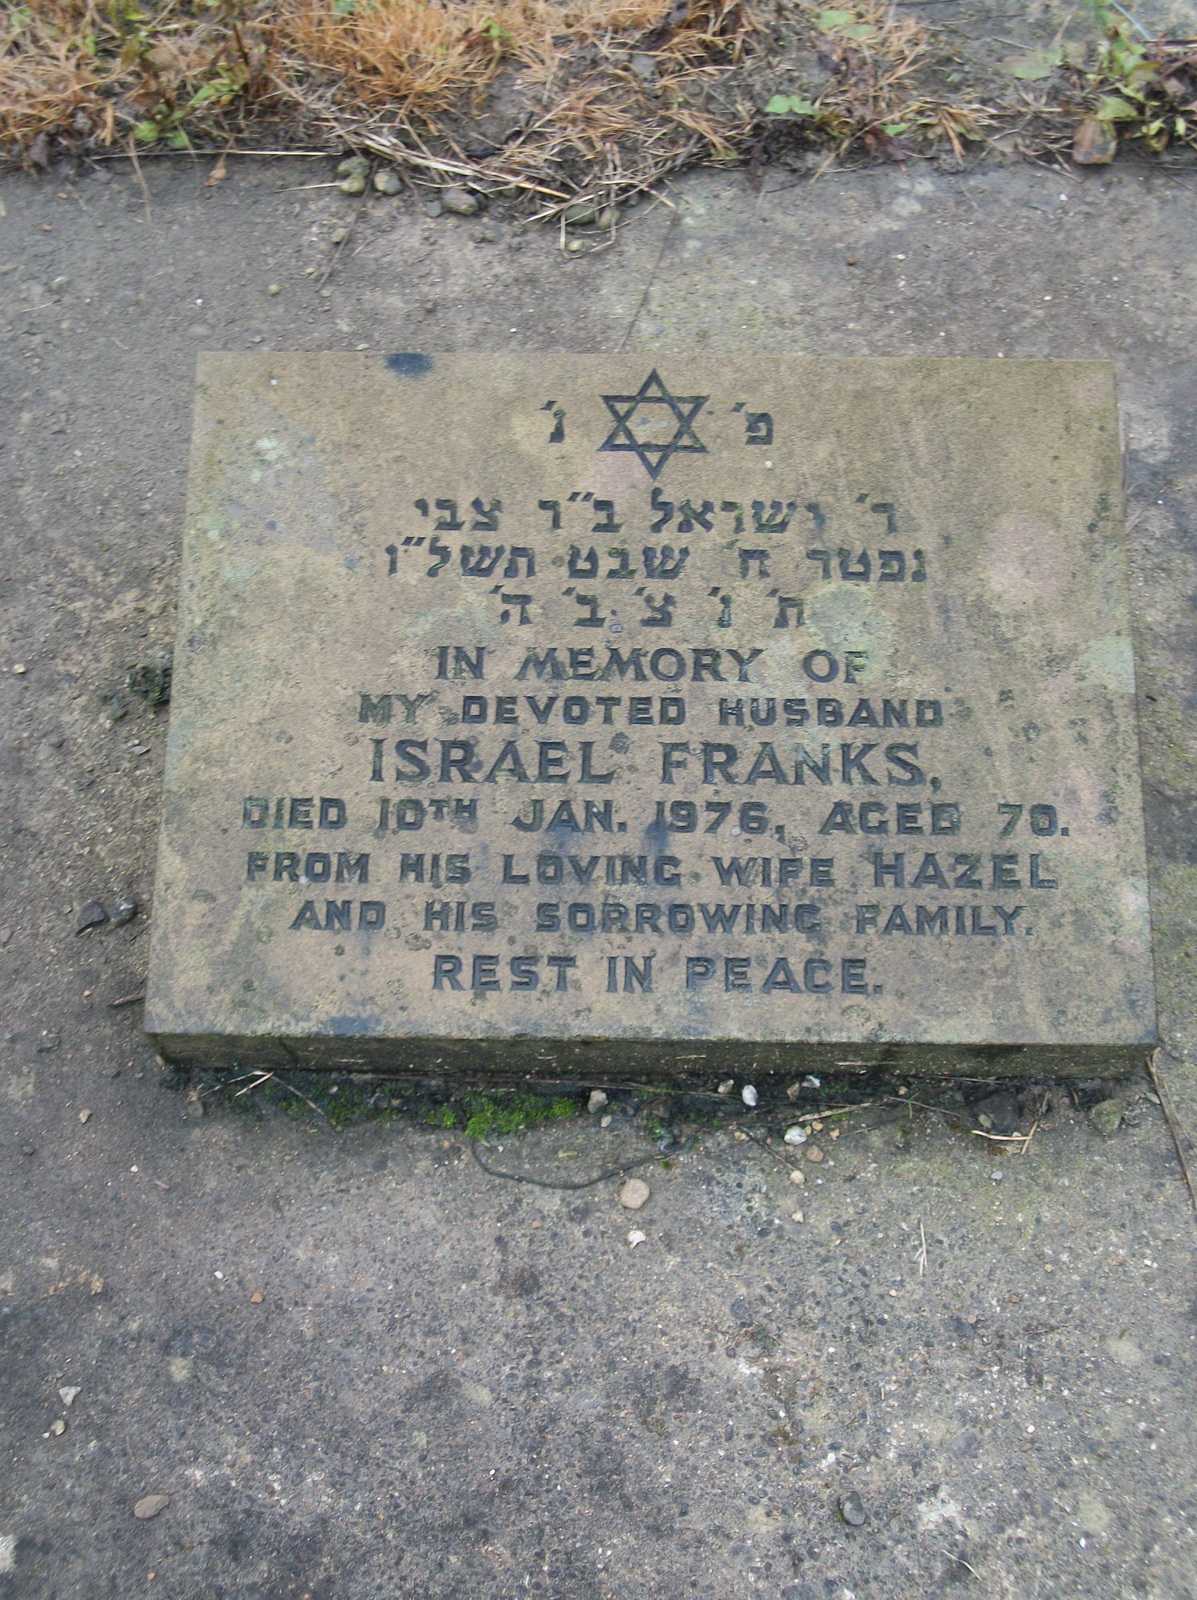 פ׳ נ׳
ר׳ ישראל ב״ר צבי
נפטר ח׳ שבט תשל״ו
ת׳ נ׳ צ׳ ב׳ ה׳
IN MEMORY OF
MY DEVOTED HUSBAND
ISRAEL FRANKS,
DIED 10TH JAN. 1976, AGED 70.
FROM HIS LOVING WIFE HAZEL
AND HIS SORROWING FAMILY.
REST IN PEACE.